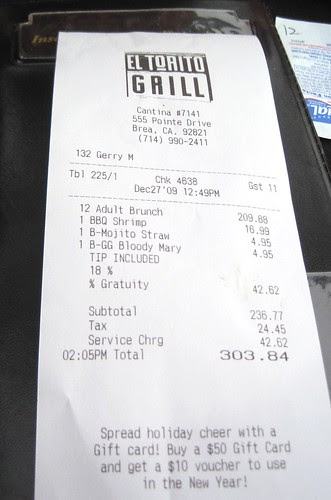 EL TORITO
GRILL
Cantina #7141
555 Pointe Drive
Brea, CA, 92821
(714) 990-2411
132 Gerry M
Tbl 225/1 Chk 4638 Gst 11
Dec27'09 12:49PM
12 Adult Brunch 209.88
1 BBQ Shrimp 16.99
1 B-Mojito Straw 4.95
1 B-GG Bloody Mary 4.95
TIP INCLUDED
18 %
% Gratuity 42.62
Subtotal 236.77
Tax 24.45
Service Chrg 42.62
02:05PM Total 303.84
Spread holiday cheer with a
Gift card! Buy a $50 Gift Card
and get a $10 voucher to use
in the New Year!
12